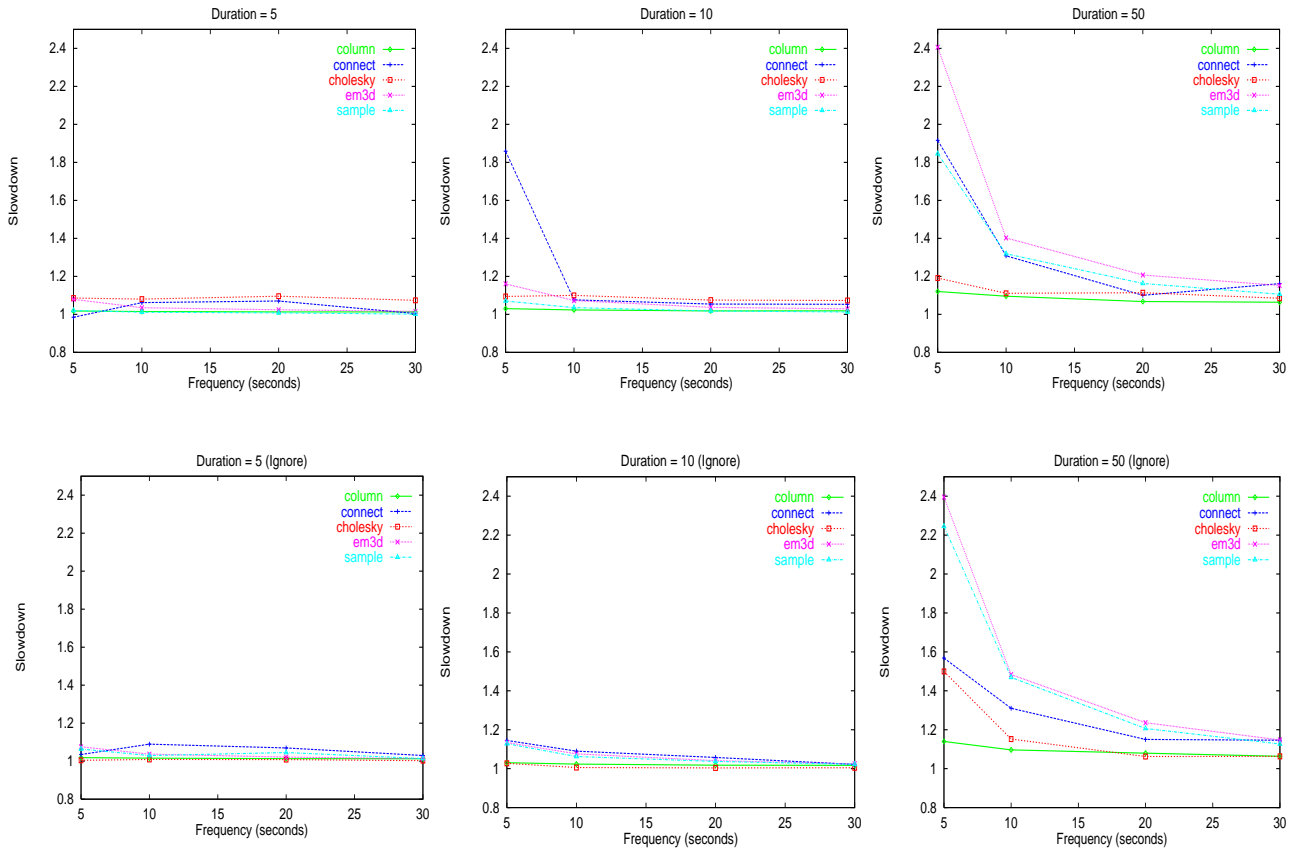 Duration = 5
2.4
2.2
2
1.8
1.6
1.4
1.2
1
0.8
Slowdown
column
connect
cholesky
em3d
sample
5 10 15 20 25 30
Frequency (seconds)
Duration = 10
2.4
2.2
2
1.8
1.6
1.4
1.2
1
0.8
Slowdown
column
connect
cholesky
em3d
sample
5 10 15 20 25 30
Frequency (seconds)
Duration = 50
2.4
2.2
2
1.8
1.6
1.4
1.2
1
0.8
Slowdown
column
connect
cholesky
em3d
sample
5 10 15 20 25 30
Frequency (seconds)
Duration = 5 (Ignore)
2.4
2.2
2
1.8
1.6
1.4
1.2
1
0.8
Slowdown
column
connect
cholesky
em3d
sample
5 10 15 20 25 30
Frequency (seconds)
Duration = 10 (Ignore)
2.4
2.2
2
1.8
1.6
1.4
1.2
1
0.8
Slowdown
column
connect
cholesky
em3d
sample
5 10 15 20 25 30
Frequency (seconds)
Duration = 50 (Ignore)
2.4
2.2
2
1.8
1.6
1.4
1.2
1
0.8
Slowdown
column
connect
cholesky
em3d
sample
5 10 15 20 25 30
Frequency (seconds)